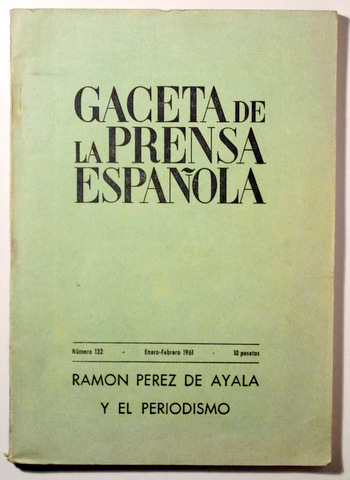 GACETA DE
LA PRENSA
ESPAÑOLA
Número 132 - Enero-Febrero 1961 - 10 pesetas
RAMON PEREZ DE AYALA
Y EL PERIODISMO